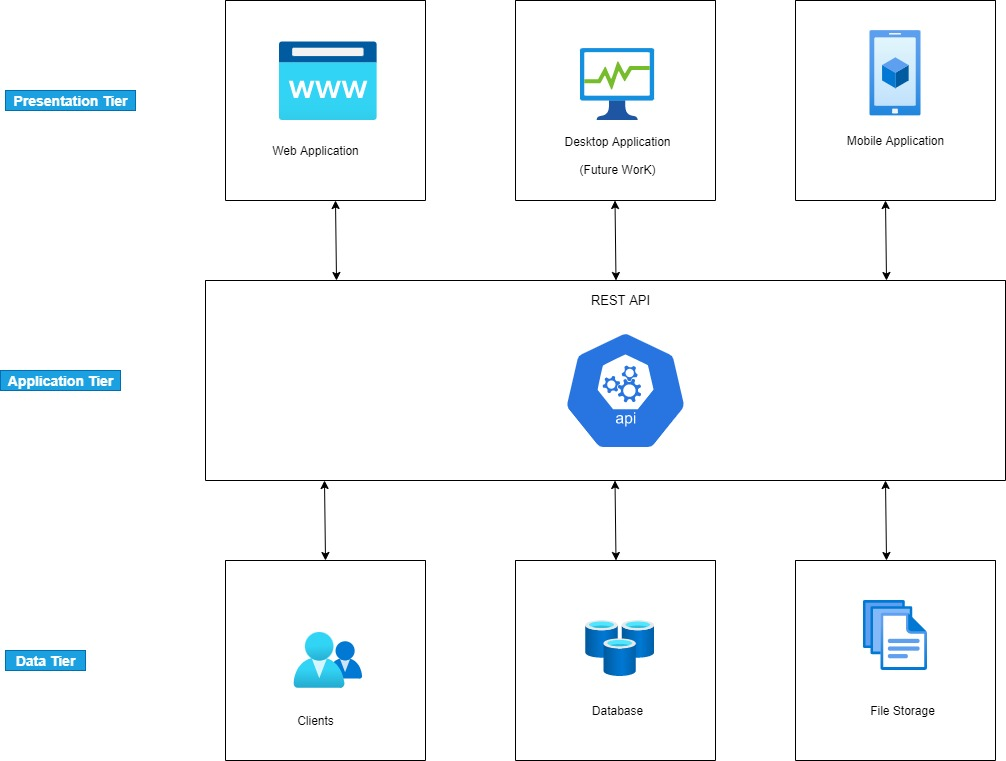 Presentation Tier
WWW
Web Application
Desktop Application
(Future WorK)
Mobile Application
REST API
Application Tier
api
Data Tier
Clients
Database
File Storage